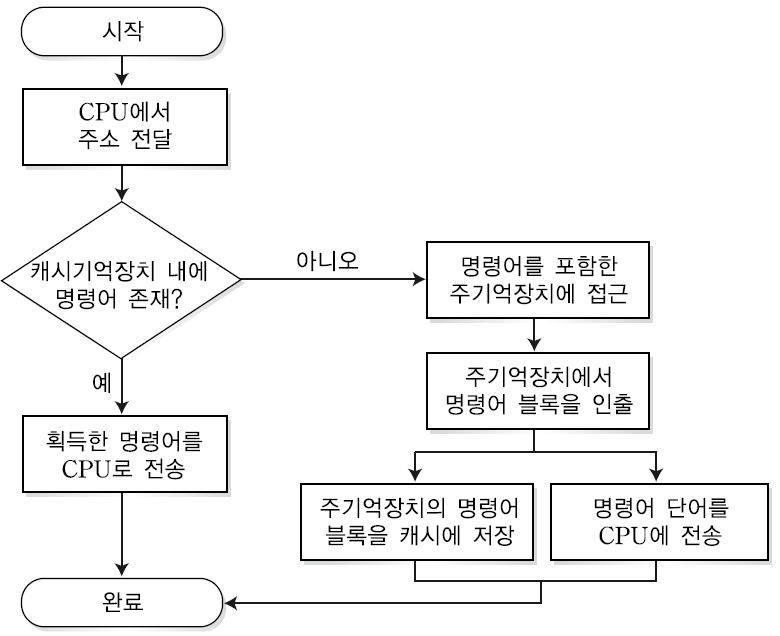 시작
CPU에서
주소 전달
캐시기억장치 내에
명령어 존재?
아니오
예
명령어를 포함한
주기억장치에 접근
주기억장치에서
명령어 블록을 인출
획득한 명령어를
CPU로 전송
주기억장치의 명령어
블록을 캐시에 저장
명령어 단어를
CPU에 전송
완료